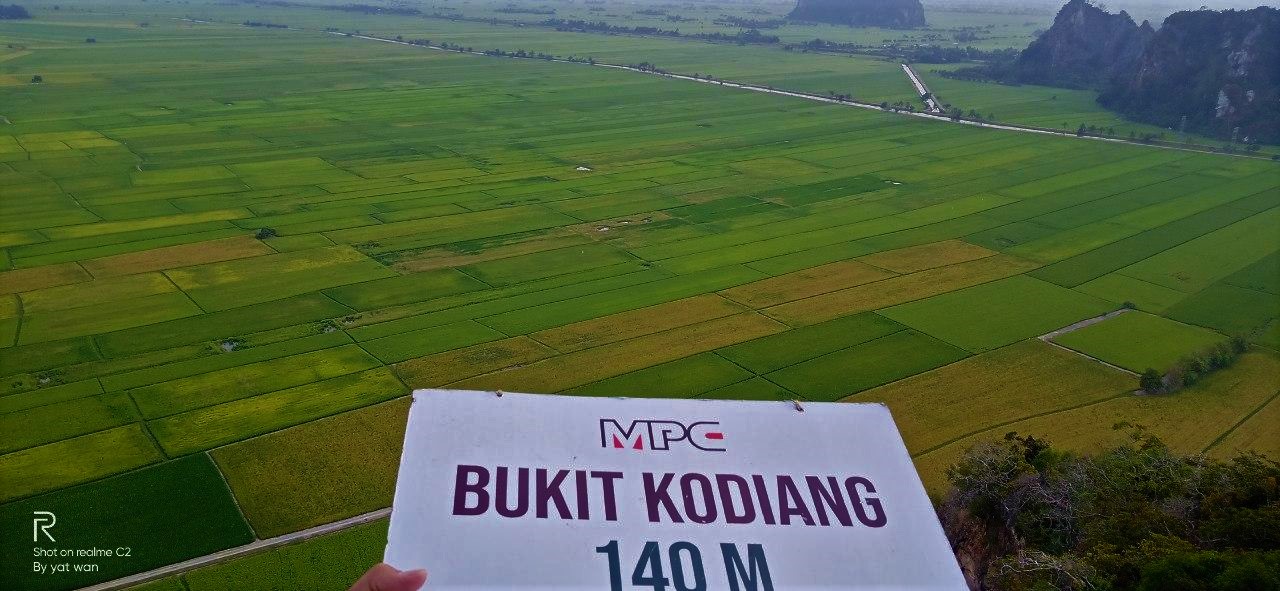 MPC
BUKIT KODIANG
140 M
R
Shot on realme C2
By yat wan